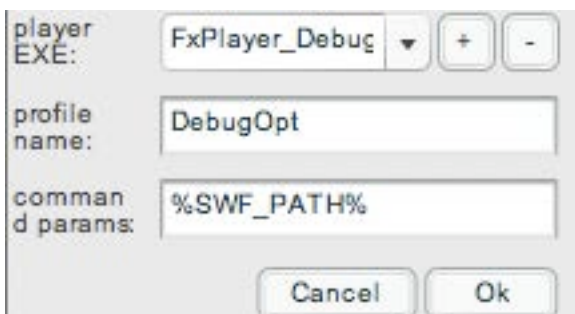 player
EXE:
FxPlayer_Debug
+
-
profile
name:
DebugOpt
comman
d params:
%SWF_PATH%
Cancel
Ok